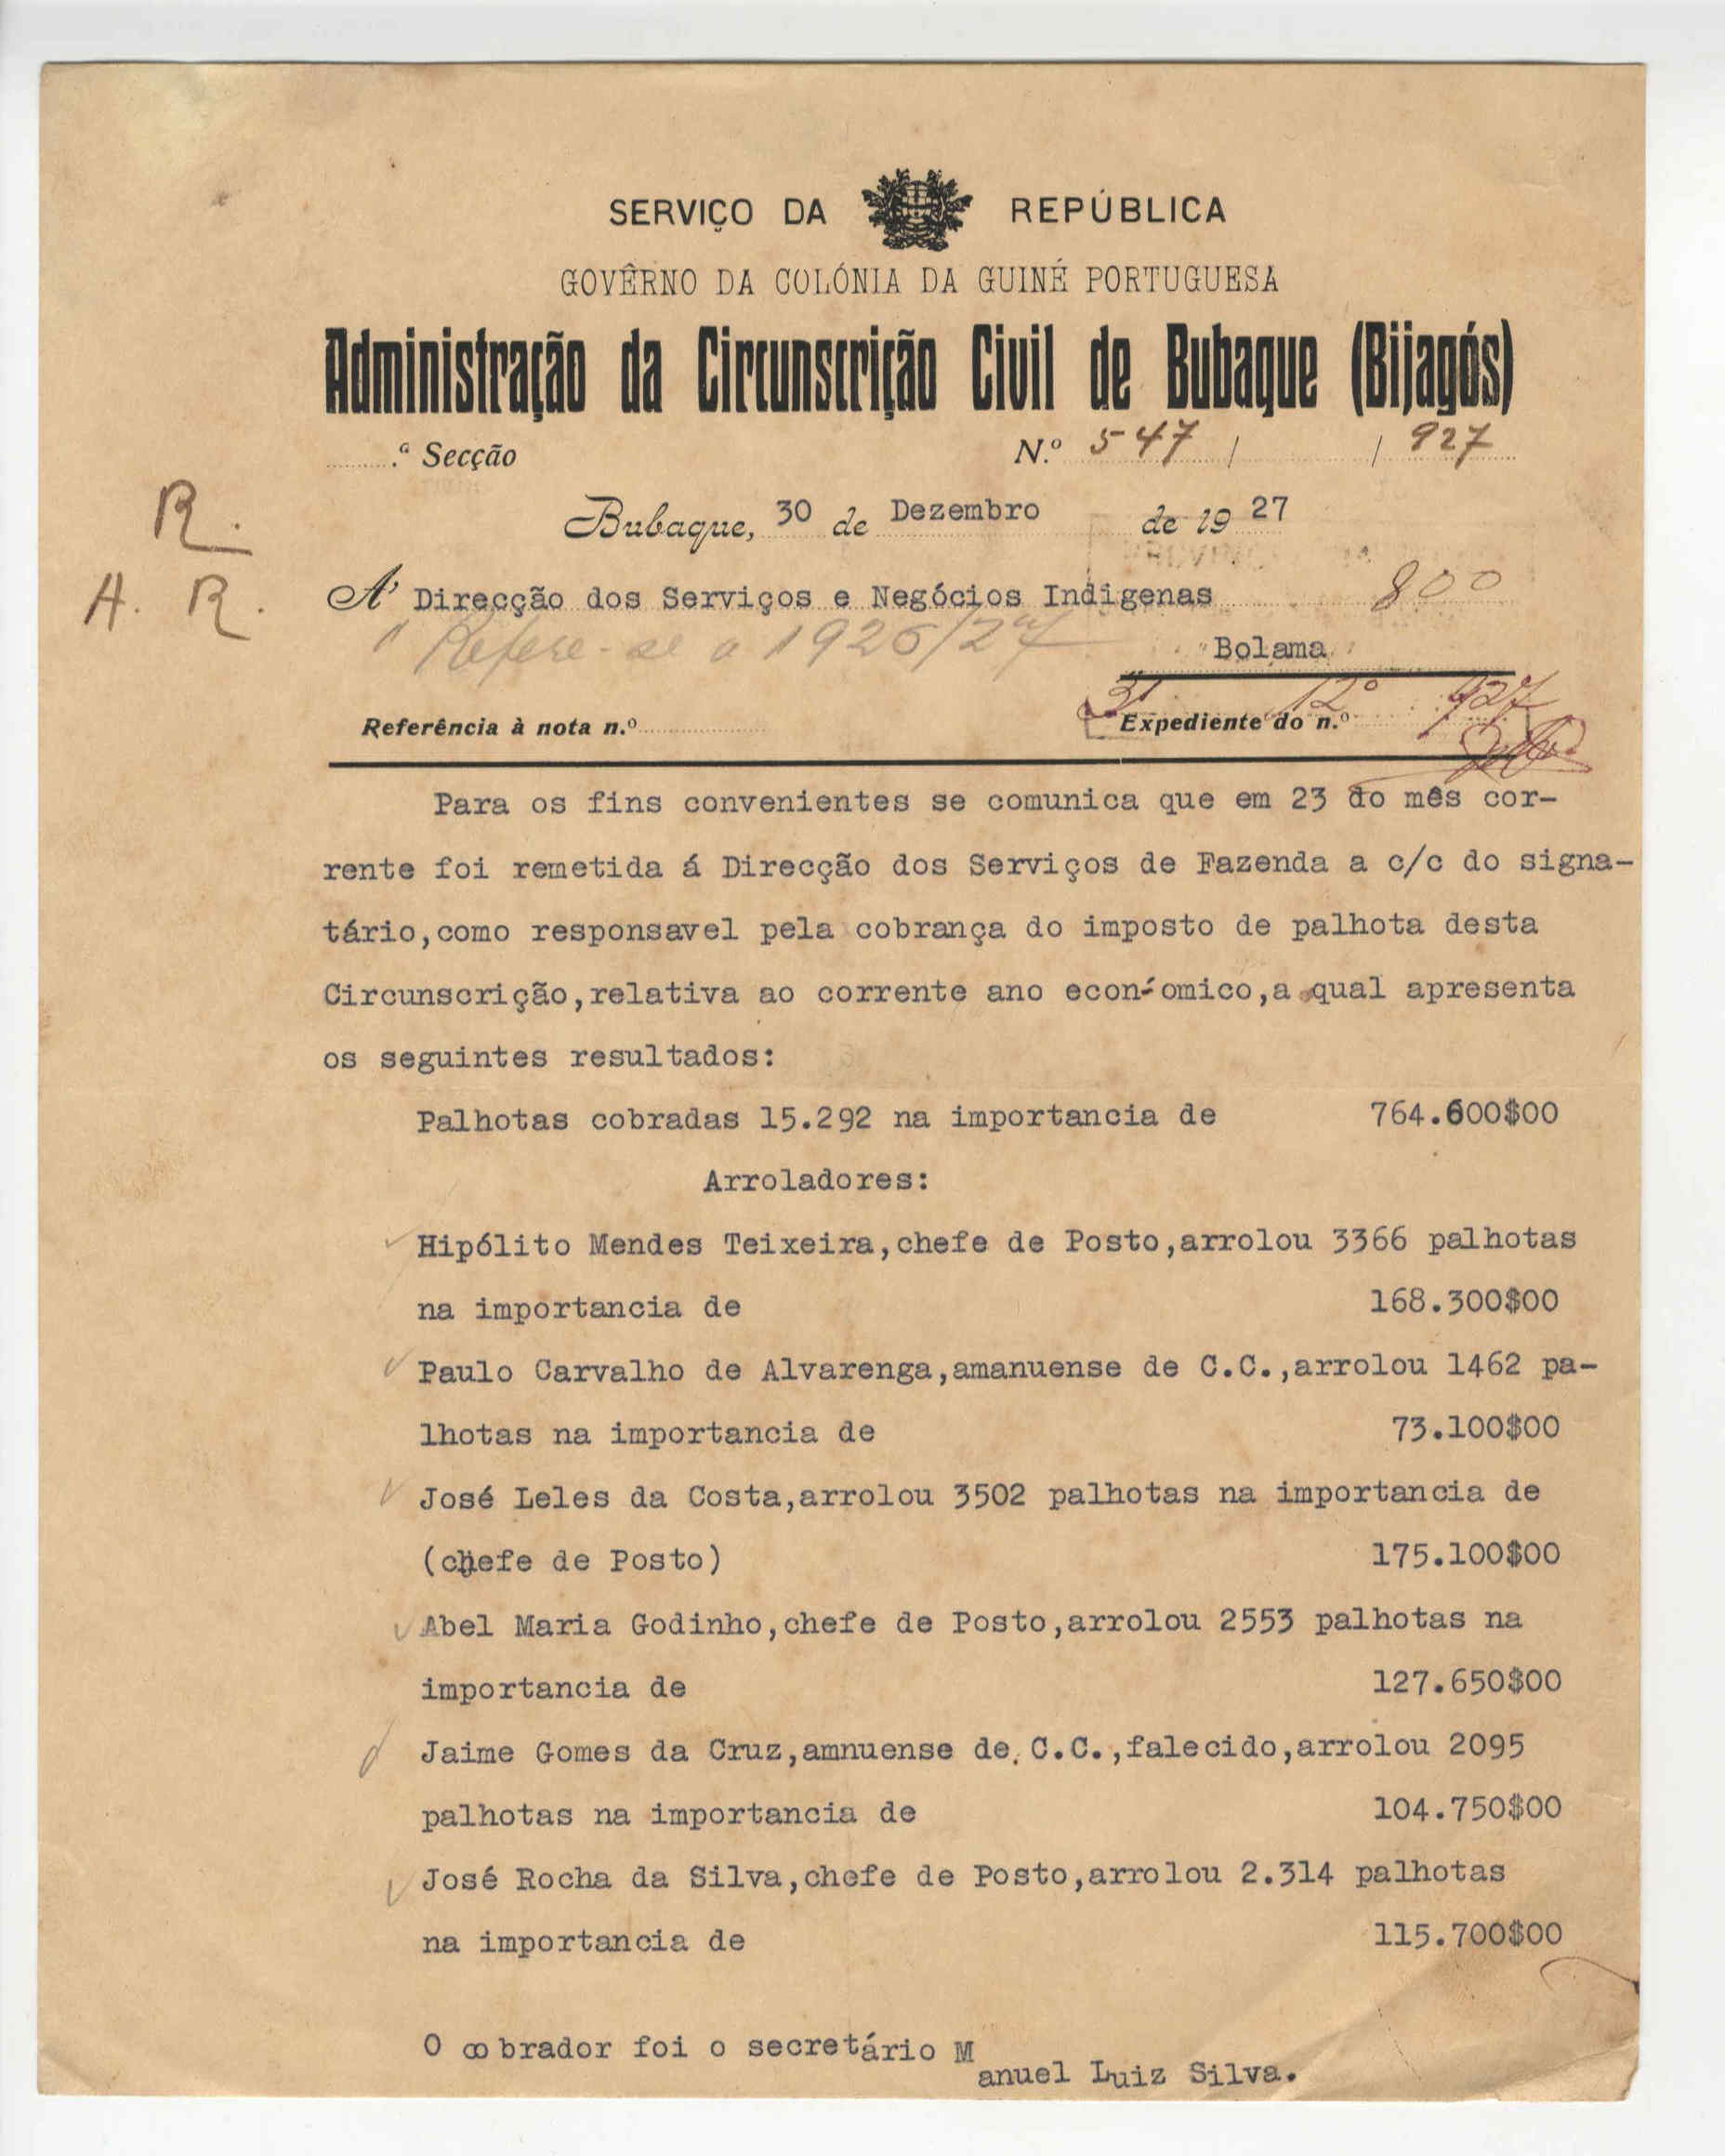 SERVIÇO DA REPÚBLICA
GOVÊRNO DA COLÓNIA DA GUINÉ PORTUGUESA
Administração da Circunscrição Civil de Bubaque (Bijagós)
.ª Secção N.º 547 / / 927
R.
Bubaque, 30 de Dezembro de 19 27
A. R.
A' Direcção dos Serviços e Negócios Indigenas 800
Refere-se a 1926/27
Bolama
31 12º 927
Referência à nota n.º Expediente do n.º
Para os fins convenientes se comunica que em 23 do mês cor-
rente foi remetida á Direcção dos Serviços de Fazenda a c/c do signa-
tário,como responsavel pela cobrança do imposto de palhota desta
Circunscrição,relativa ao corrente ano econ´omico,a qual apresenta
os seguintes resultados:
Palhotas cobradas 15.292 na importancia de 764.600$00
Arroladores:
Hipólito Mendes Teixeira,chefe de Posto,arrolou 3366 palhotas
na importancia de 168.300$00
Paulo Carvalho de Alvarenga,amanuense de C.C.,arrolou 1462 pa-
lhotas na importancia de 73.100$00
José Leles da Costa,arrolou 3502 palhotas na importancia de
(chefe de Posto) 175.100$00
Abel Maria Godinho,chefe de Posto,arrolou 2553 palhotas na
importancia de 127.650$00
Jaime Gomes da Cruz,amnuense de C.C.,falecido,arrolou 2095
palhotas na importancia de 104.750$00
José Rocha da Silva,chefe de Posto,arrolou 2.314 palhotas
na importancia de 115.700$00
O cobrador foi o secretário Manuel Luiz Silva.